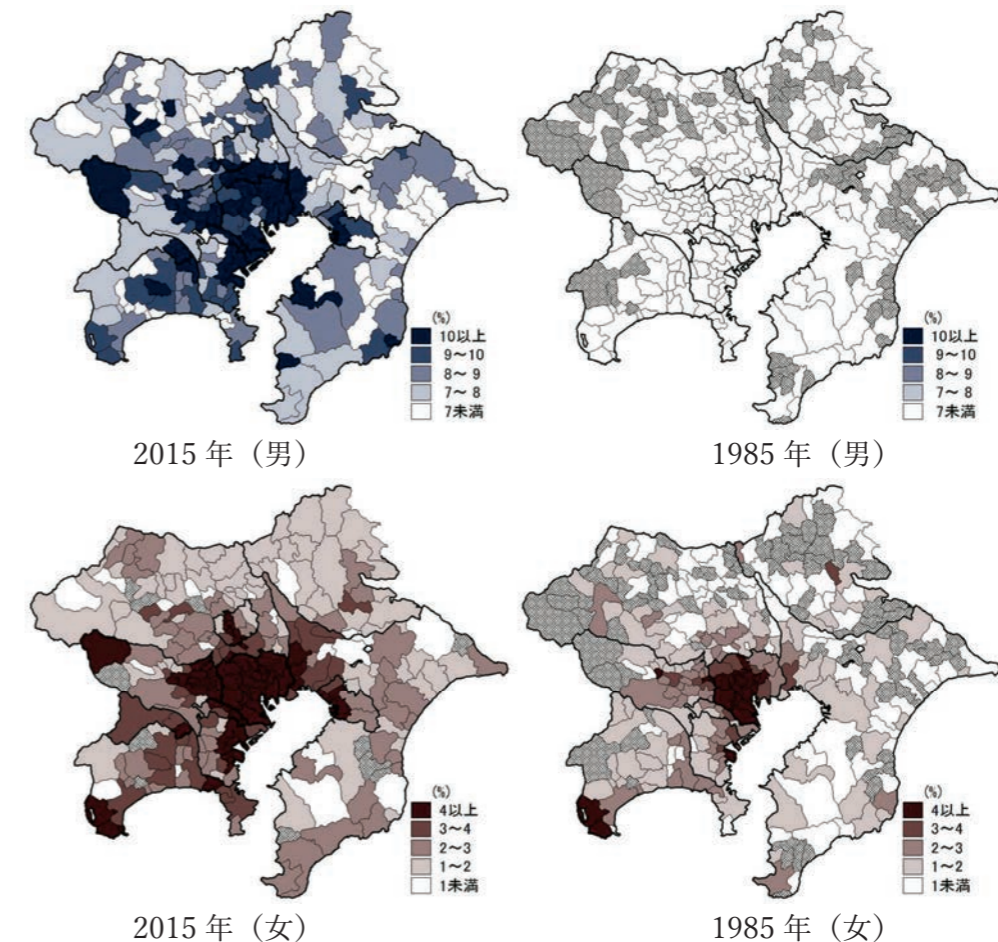 (%)
10以上
9～10
8～ 9
7～ 8
7未満
2015 年（男）
(%)
10以上
9～10
8～ 9
7～ 8
7未満
1985 年（男）
(%)
4以上
3～4
2～3
1～2
1未満
2015 年（女）
(%)
4以上
3～4
2～3
1～2
1未満
1985 年（女）